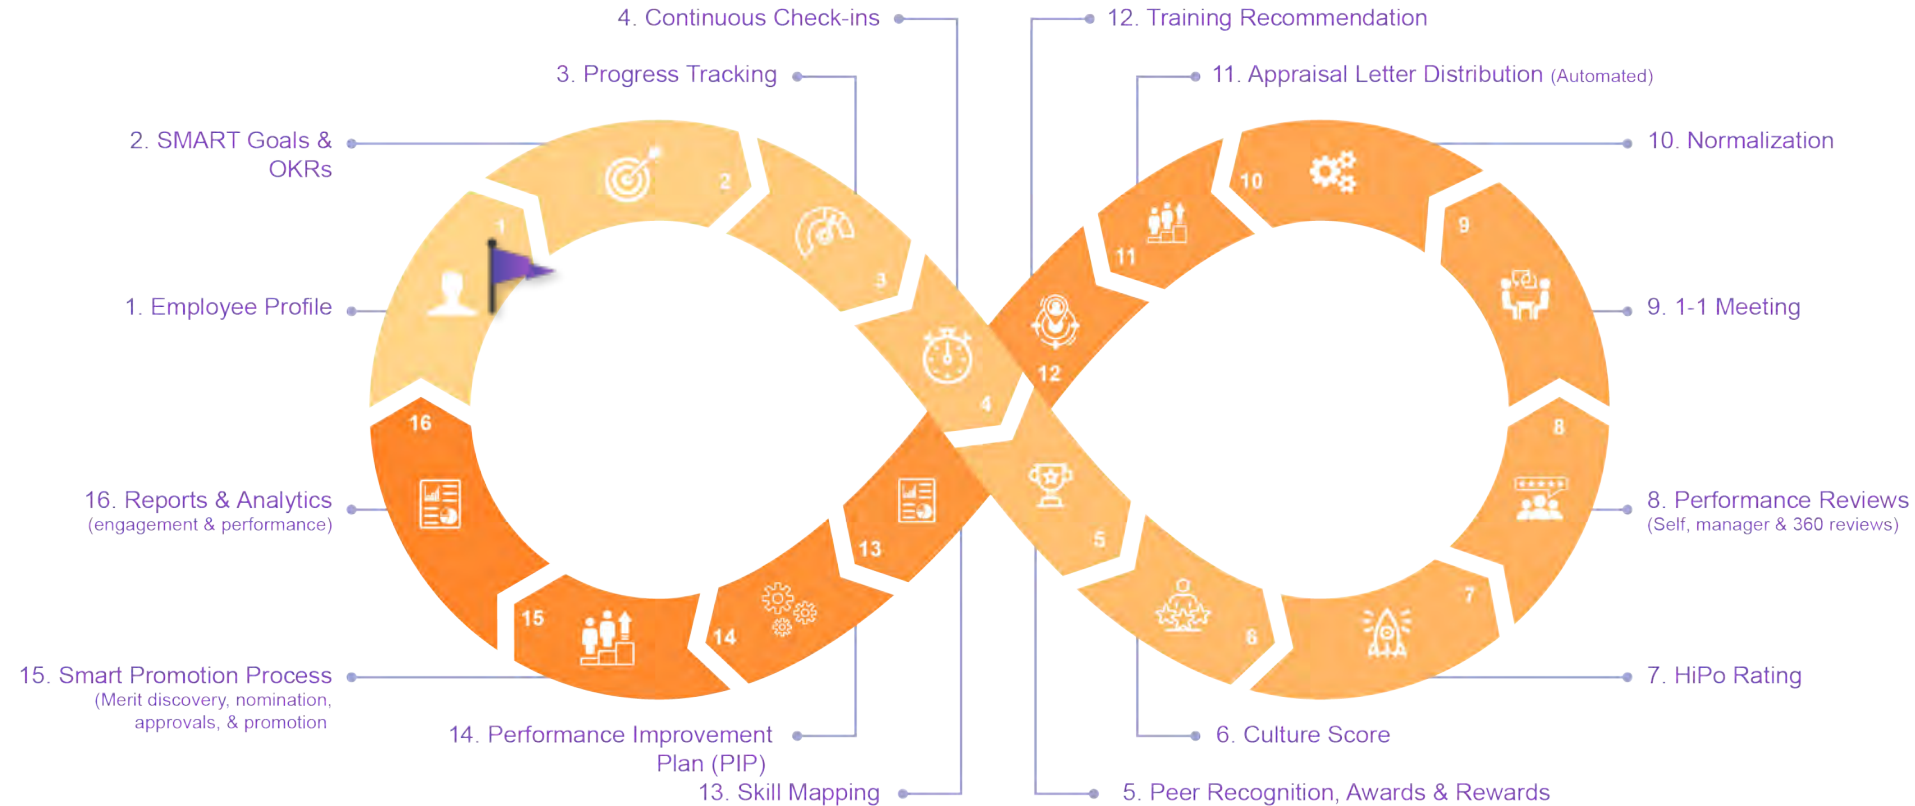 4. Continuous Check-ins
12. Training Recommendation
3. Progress Tracking
11. Appraisal Letter Distribution (Automated)
2. SMART Goals &
OKRs
10. Normalization
1. Employee Profile
9. 1-1 Meeting
16. Reports & Analytics
(engagement & performance)
8. Performance Reviews
(Self, manager & 360 reviews)
15. Smart Promotion Process
(Merit discovery, nomination,
approvals, & promotion
7. HiPo Rating
14. Performance Improvement
Plan (PIP)
6. Culture Score
13. Skill Mapping
5. Peer Recognition, Awards & Rewards
1
2
3
4
5
6
7
8
9
10
11
12
13
14
15
16